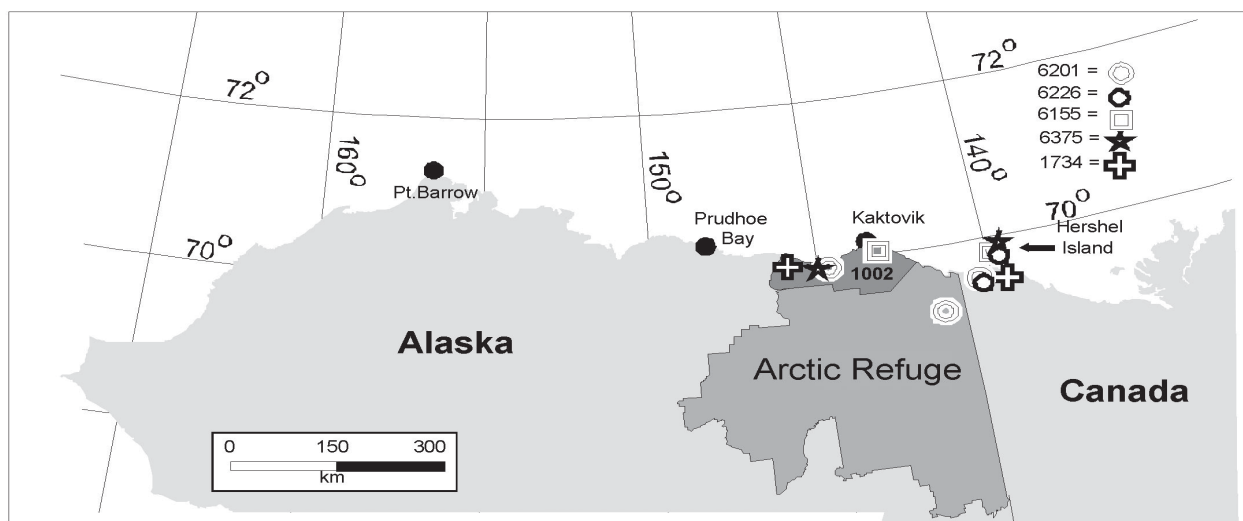 72°
72°
6201 =
6226 =
6155 =
6375 =
1734 =
160°
150°
140°
Pt.Barrow
70°
70°
Prudhoe
Bay
Kaktovik
Hershel
Island
1002
Alaska
Arctic Refuge
Canada
0 150 300
km